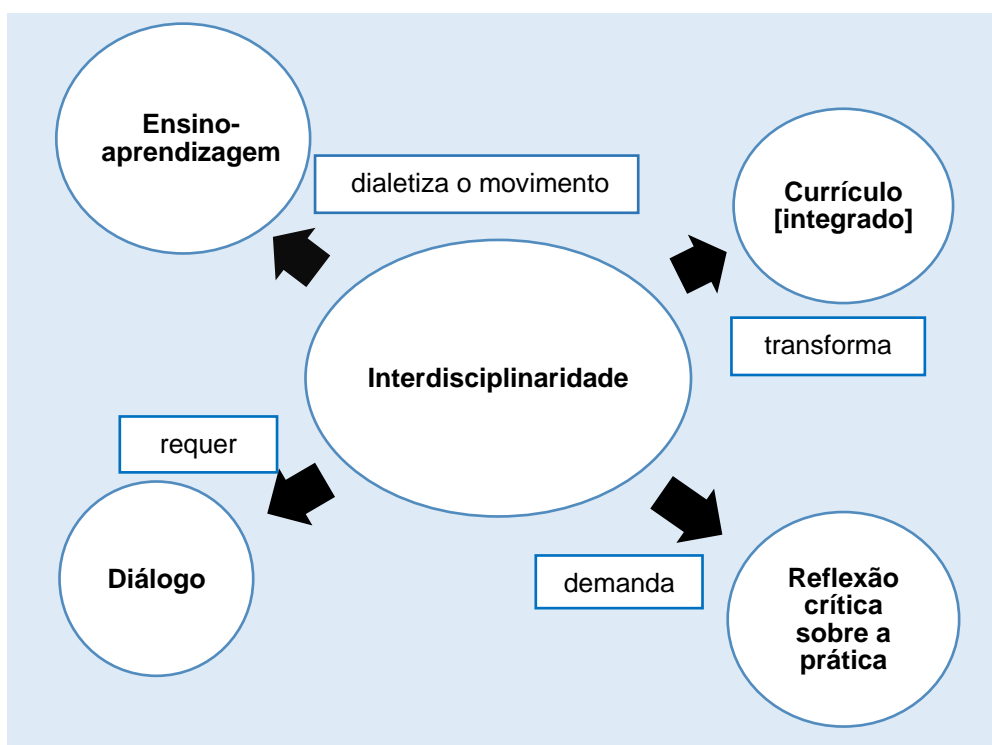 Ensino-
aprendizagem
dialetiza o movimento
Currículo
[integrado]
transforma
Interdisciplinaridade
requer
Diálogo
demanda
Reflexão
crítica
sobre a
prática